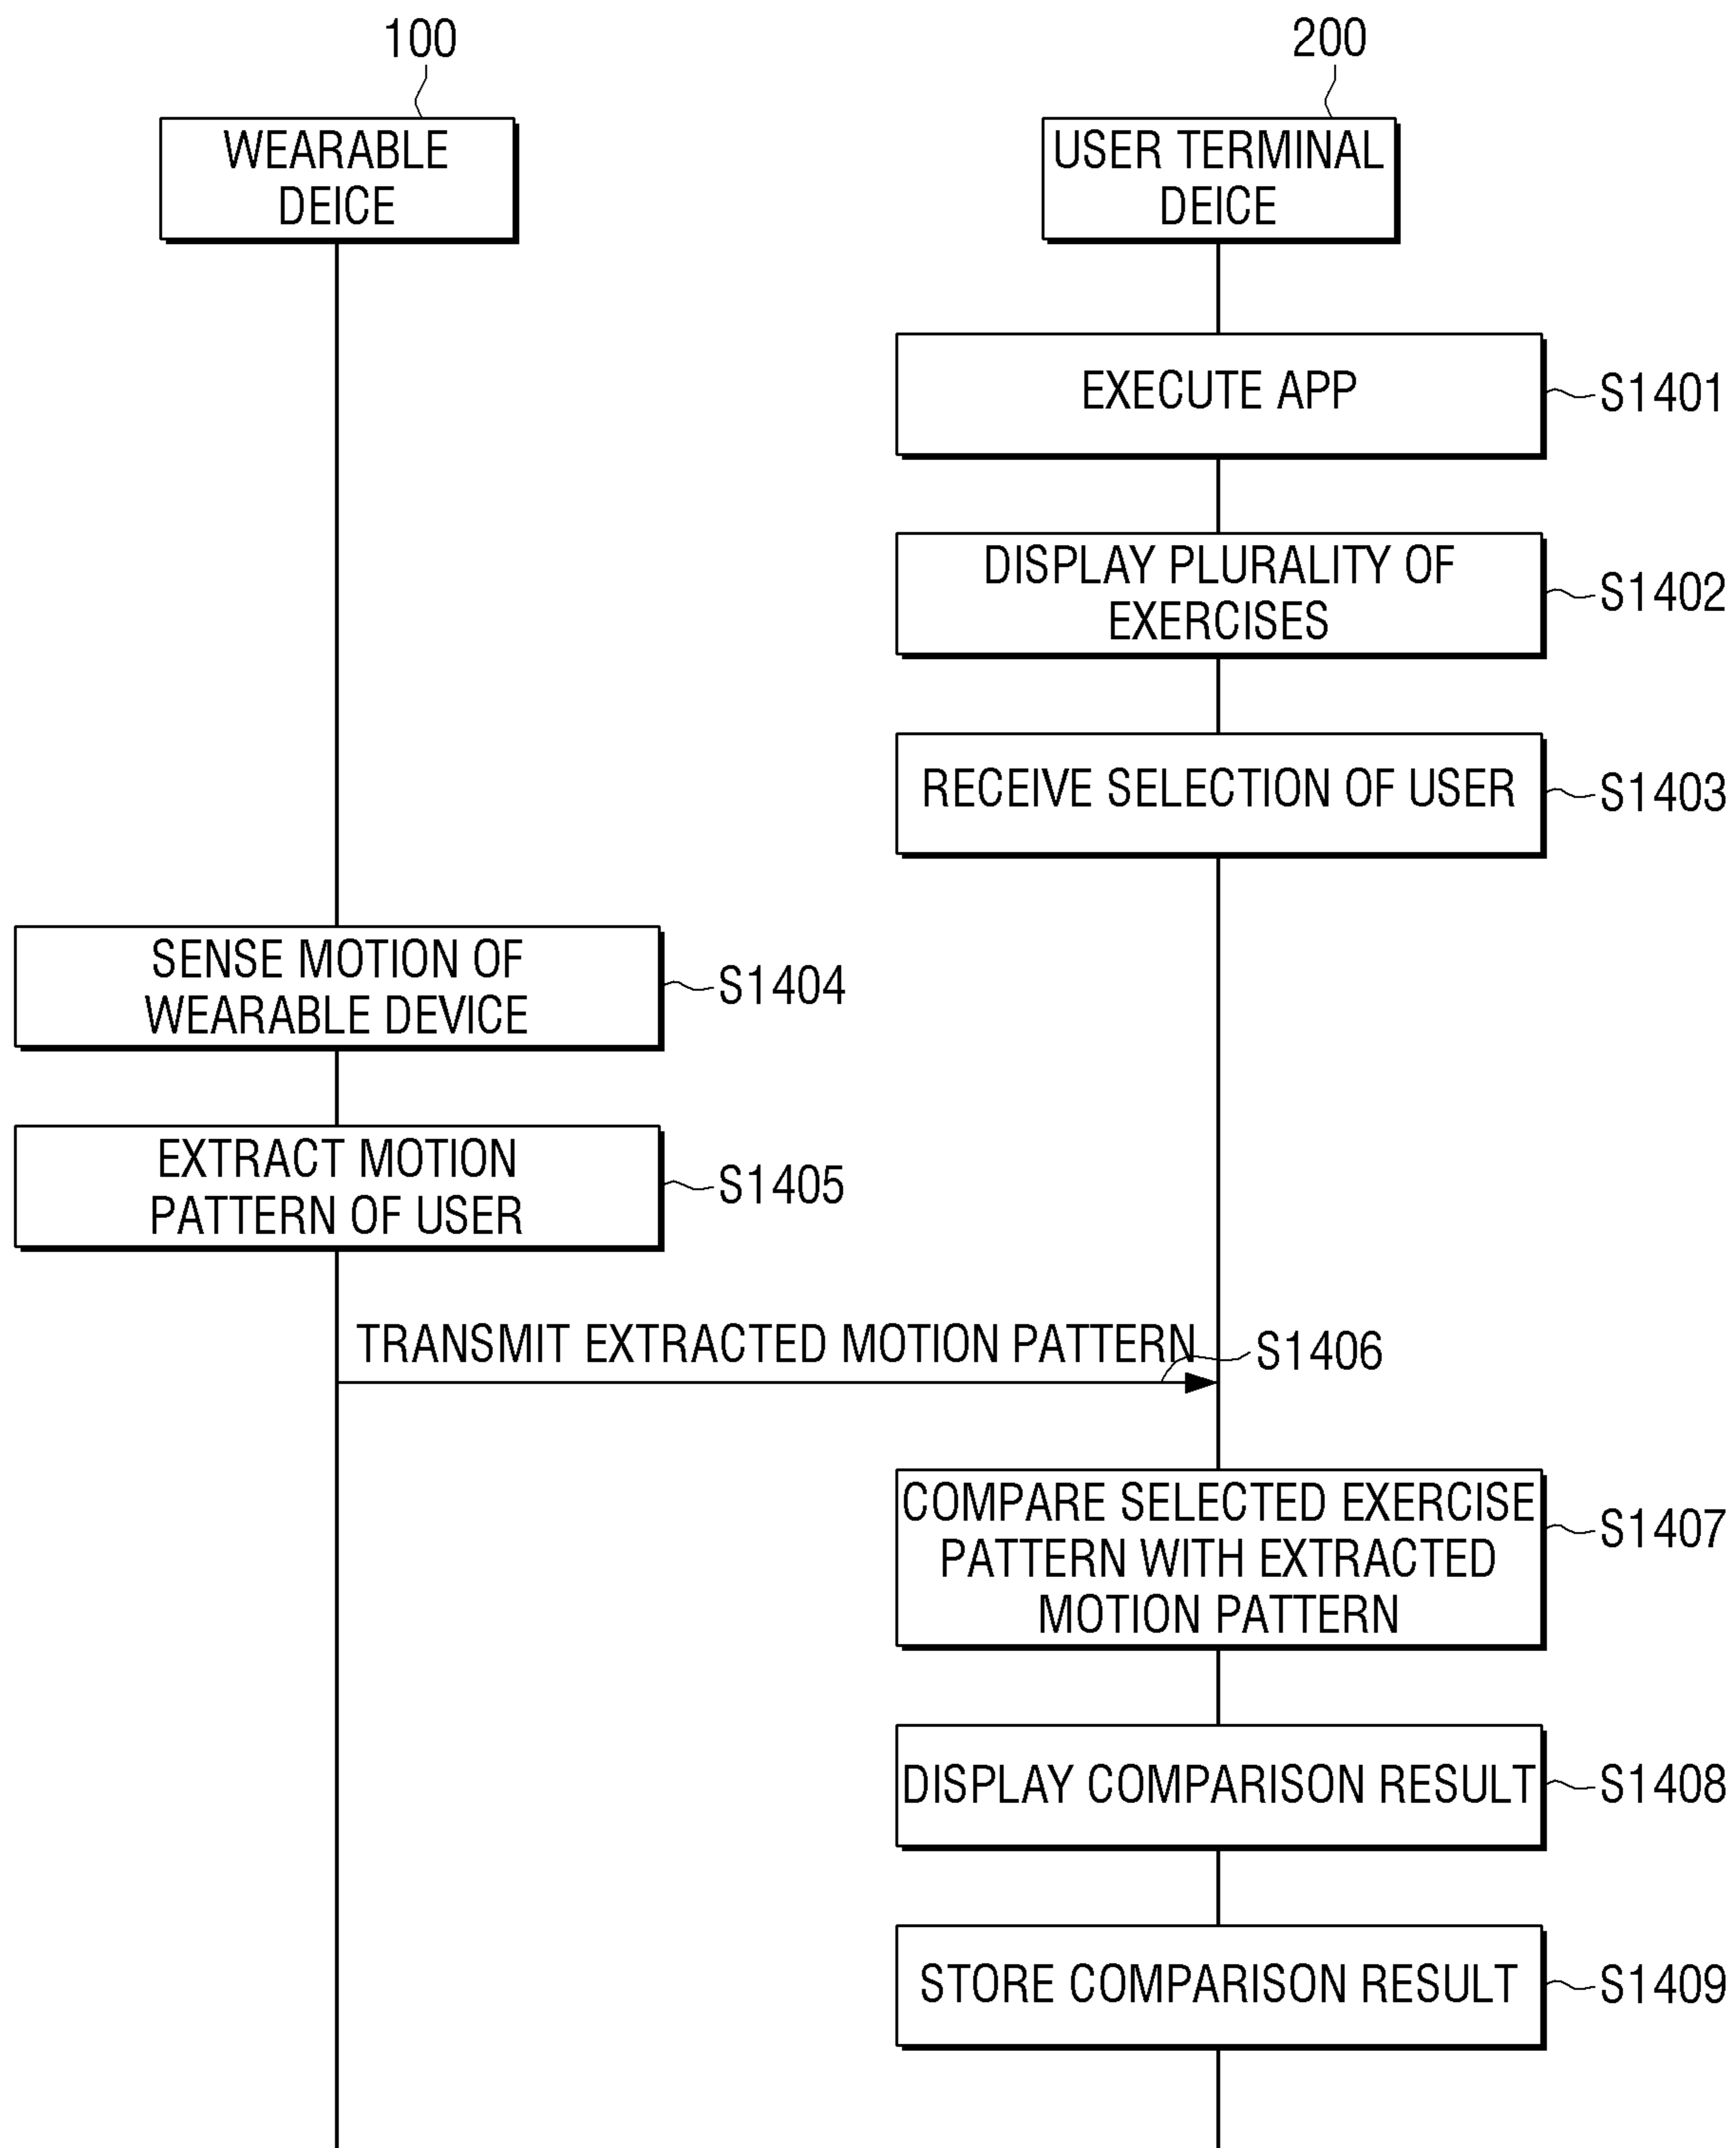 100
200
WEARABLE
DEICE
USER TERMINAL
DEICE
EXECUTE APP
S1401
DISPLAY PLURALITY OF
EXERCISES
S1402
RECEIVE SELECTION OF USER
S1403
SENSE MOTION OF
WEARABLE DEVICE
S1404
EXTRACT MOTION
PATTERN OF USER
S1405
TRANSMIT EXTRACTED MOTION PATTERN
S1406
COMPARE SELECTED EXERCISE
PATTERN WITH EXTRACTED
MOTION PATTERN
S1407
DISPLAY COMPARISON RESULT
S1408
STORE COMPARISON RESULT
S1409